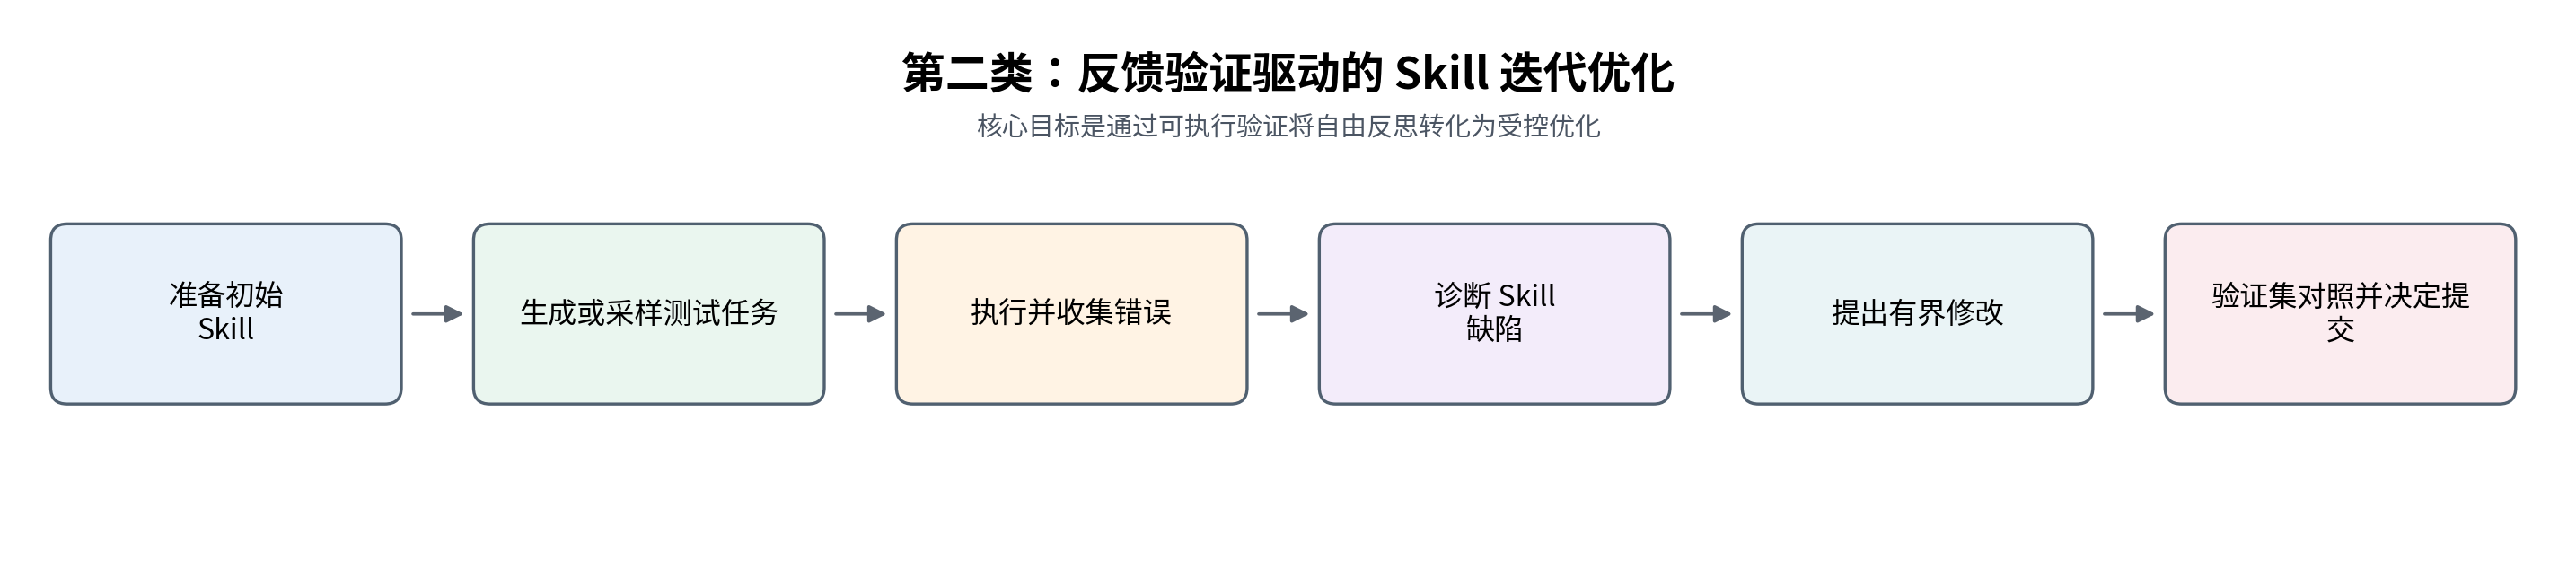 第二类：反馈验证驱动的 Skill 迭代优化
核心目标是通过可执行验证将自由反思转化为受控优化
准备初始
Skill
生成或采样测试任务
执行并收集错误
诊断 Skill
缺陷
提出有界修改
验证集对照并决定提
交